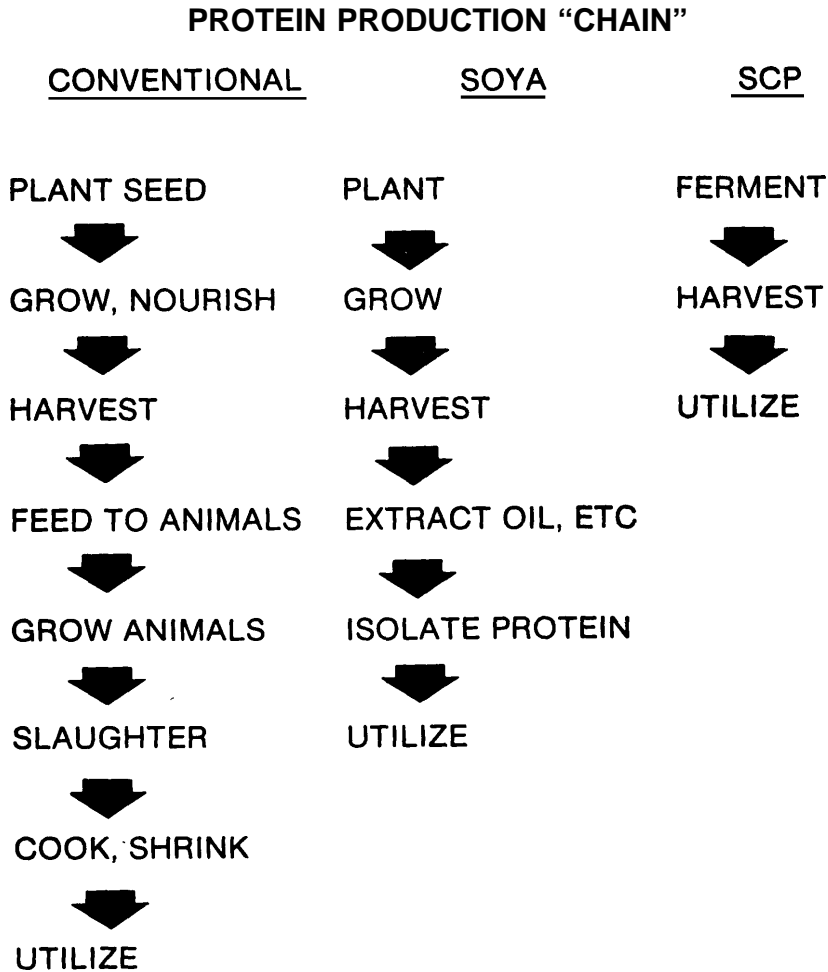 PROTEIN PRODUCTION “CHAIN”
CONVENTIONAL
SOYA
SCP
PLANT SEED
PLANT
FERMENT
GROW, NOURISH
GROW
HARVEST
HARVEST
HARVEST
UTILIZE
FEED TO ANIMALS
EXTRACT OIL, ETC
GROW ANIMALS
ISOLATE PROTEIN
SLAUGHTER
UTILIZE
COOK, SHRINK
UTILIZE